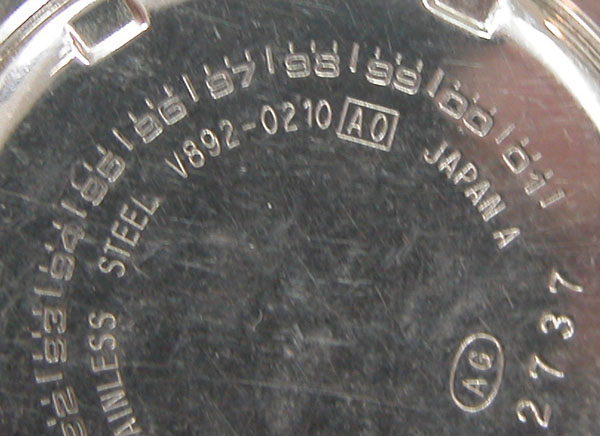 92 93 94 95 96 97 98 99 00 01
STAINLESS STEEL V892-0210 A0 JAPAN A
2737
AG